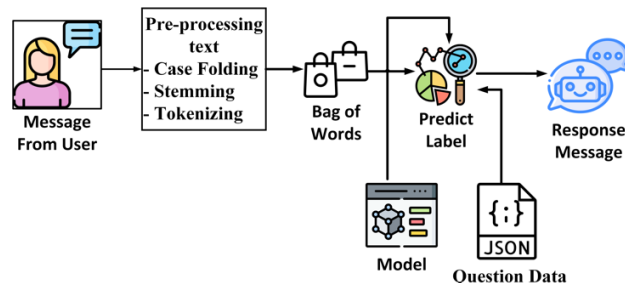 Message
From User
Pre-processing
text
- Case Folding
- Stemming
- Tokenizing
Bag of
Words
Predict
Label
Response
Message
Model
{;}
JSON
Question Data